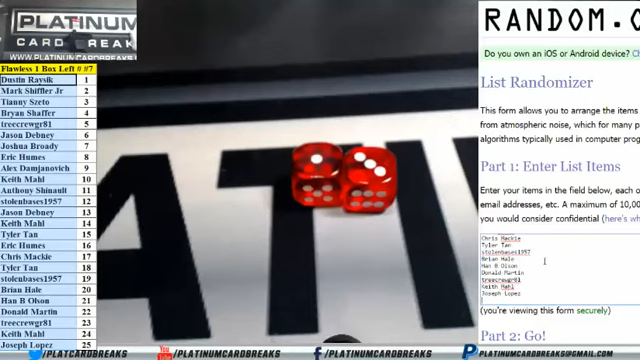 PLATINUM
CARD BREAKS
WWW.PLATINUMCARDBREAKS
Flawless 1 Box Left # #7
Dustin Raysik 1
Mark Shiffler Jr 2
Tianny Szeto 3
Bryan Shaffer 4
treecrewgr81 5
Jason Debney 6
Joshua Broady 7
Eric Humes 8
Alex Damjanovich 9
Keith Mahl 10
Anthony Shinault 11
stolenbases19 12
Jason Debney 13
Keith Mahl 14
Tyler Tan 15
Eric Humes 16
Chris Mackie 17
Tyler Tan 18
stolenbases1957 19
Brian Hale 20
Han B Olson 21
Donald Martin 22
treecrewgr81 23
Keith Mahl 24
Joseph Lopez 25
ATI
RANDOM.O
Do you own an iOS or Android device?
List Randomizer
This form allows you to arrange the items
from atmospheric noise, which for many p
algorithms typically used in computer prog
Part 1: Enter List Items
Enter your items in the field below, each o
email addresses, etc. A maximum of 10,00
you would consider confidential (here's w
Chris Mackie
Tyler Tan
stolenbases1957
Brian Hale
Han B Olson
Donald Martin
treecrewgr81
Keith Mahl
Joseph Lopez
(you're viewing this form securely)
Part 2: Go!
/PLATCARDBREAKS
YouTube
/PLATINUMCARDBREAKS
/PLATINUMCARDBREAKS